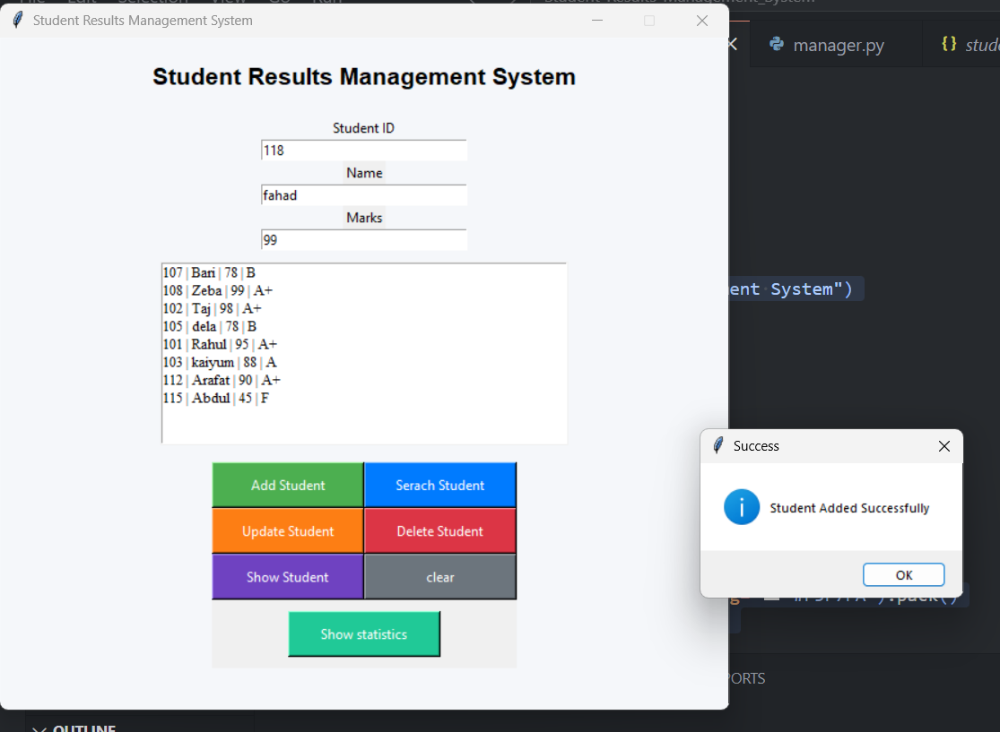 Student Results Management System
manager.py
{} stude
Student Results Management System
Student ID
118
Name
fahad
Marks
99
107 | Bari | 78 | B
108 | Zeba | 99 | A+
102 | Taj | 98 | A+
105 | dela | 78 | B
101 | Rahul | 95 | A+
103 | kaiyum | 88 | A
112 | Arafat | 90 | A+
115 | Abdul | 45 | F
ent System")
Success
Student Added Successfully
OK
Add Student
Serach Student
Update Student
Delete Student
Show Student
clear
Show statistics
.pack()
PORTS
OUTLINE